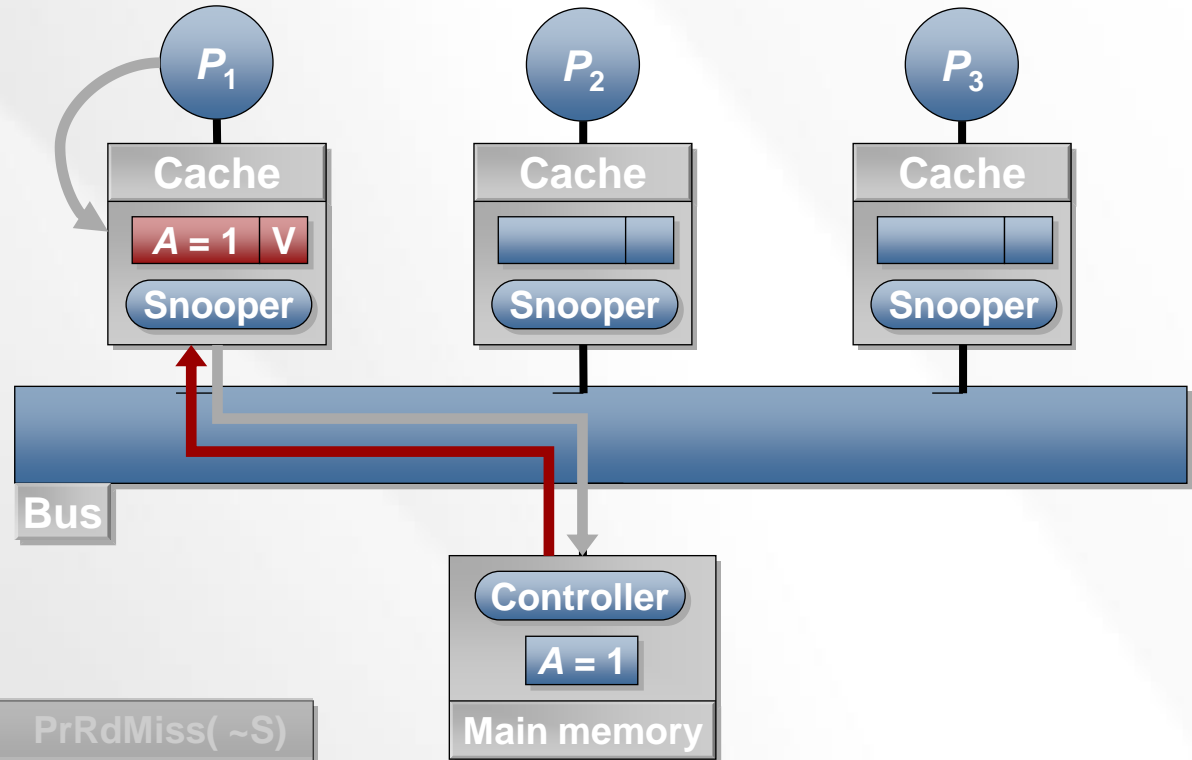 P1
P2
P3
Cache
Cache
Cache
A = 1 V
Snooper
Snooper
Snooper
Bus
Controller
A = 1
PrRdMiss( ~S)
Main memory